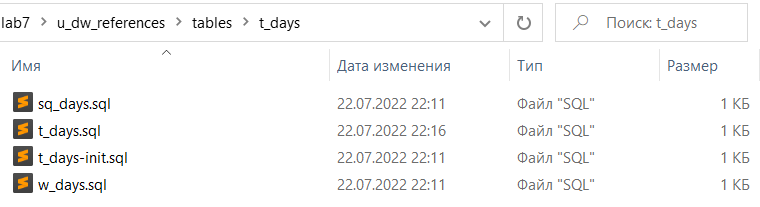 lab7 > u_dw_references > tables > t_days
Поиск: t_days
Имя Дата изменения Тип Размер
sq_days.sql 22.07.2022 22:11 Файл "SQL" 1 КБ
t_days.sql 22.07.2022 22:16 Файл "SQL" 1 КБ
t_days-init.sql 22.07.2022 22:11 Файл "SQL" 1 КБ
w_days.sql 22.07.2022 22:11 Файл "SQL" 1 КБ